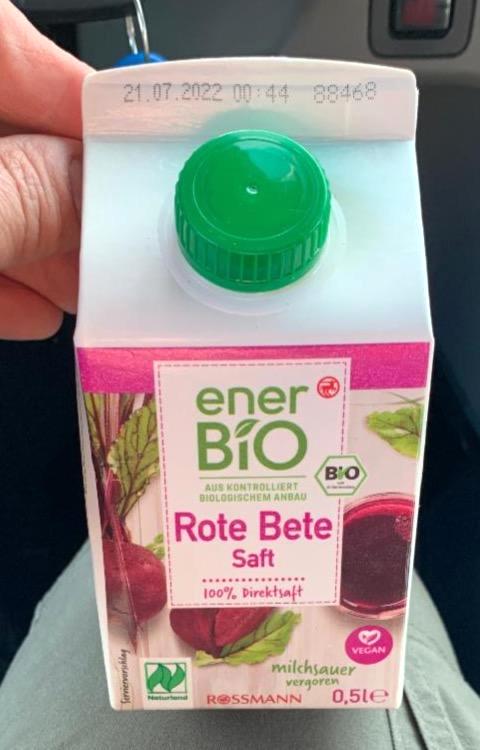 21.07.2022 00:44 88468
ener
BiO
AUS KONTROLLIERT
BIOLOGISCHEM ANBAU
BiO
Rote Bete
Saft
100% Direktsaft
VEGAN
milchsauer
vergoren
Serviervorschlag
Naturland
ROSSMANN
0,5l e